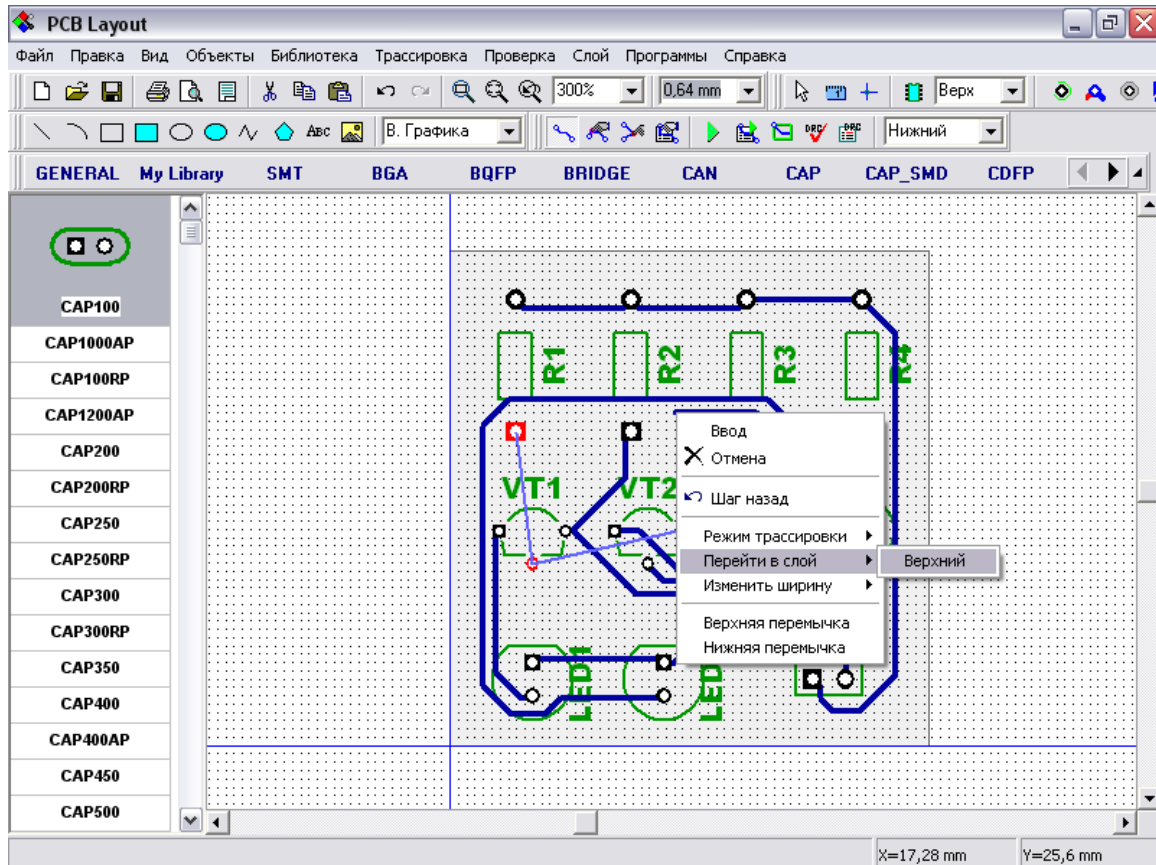 PCB Layout
Файл Правка Вид Объекты Библиотека Трассировка Проверка Слой Программы Справка
300% 0,64 mm Верх
ABC В. Графика DRC DRC Нижний
GENERAL My Library SMT BGA BQFP BRIDGE CAN CAP CAP_SMD CDFP
CAP100
CAP1000AP
CAP100RP
CAP1200AP
CAP200
CAP200RP
CAP250
CAP250RP
CAP300
CAP300RP
CAP350
CAP400
CAP400AP
CAP450
CAP500
R1 R2 R3 R4
VT1 VT2
LED1 LED
Ввод
Отмена
Шаг назад
Режим трассировки
Перейти в слой
Верхний
Изменить ширину
Верхняя перемычка
Нижняя перемычка
X=17,28 mm Y=25,6 mm